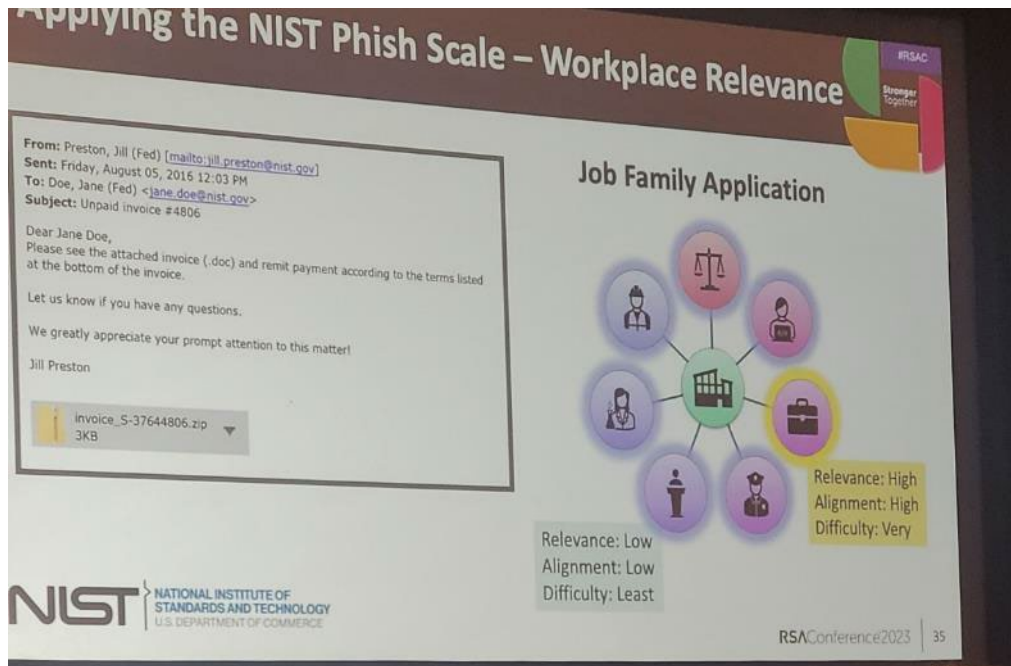 Applying the NIST Phish Scale – Workplace Relevance
#RSAC
Stronger
Together
From: Preston, Jill (Fed) [mailto:jill.preston@nist.gov]
Sent: Friday, August 05, 2016 12:03 PM
To: Doe, Jane (Fed) <jane.doe@nist.gov>
Subject: Unpaid invoice #4806
Dear Jane Doe,
Please see the attached invoice (.doc) and remit payment according to the terms listed
at the bottom of the invoice.
Let us know if you have any questions.
We greatly appreciate your prompt attention to this matter!
Jill Preston
invoice_S-37644806.zip
3KB
Job Family Application
Relevance: High
Alignment: High
Difficulty: Very
Relevance: Low
Alignment: Low
Difficulty: Least
NIST
NATIONAL INSTITUTE OF
STANDARDS AND TECHNOLOGY
U.S. DEPARTMENT OF COMMERCE
RSAConference2023 | 35